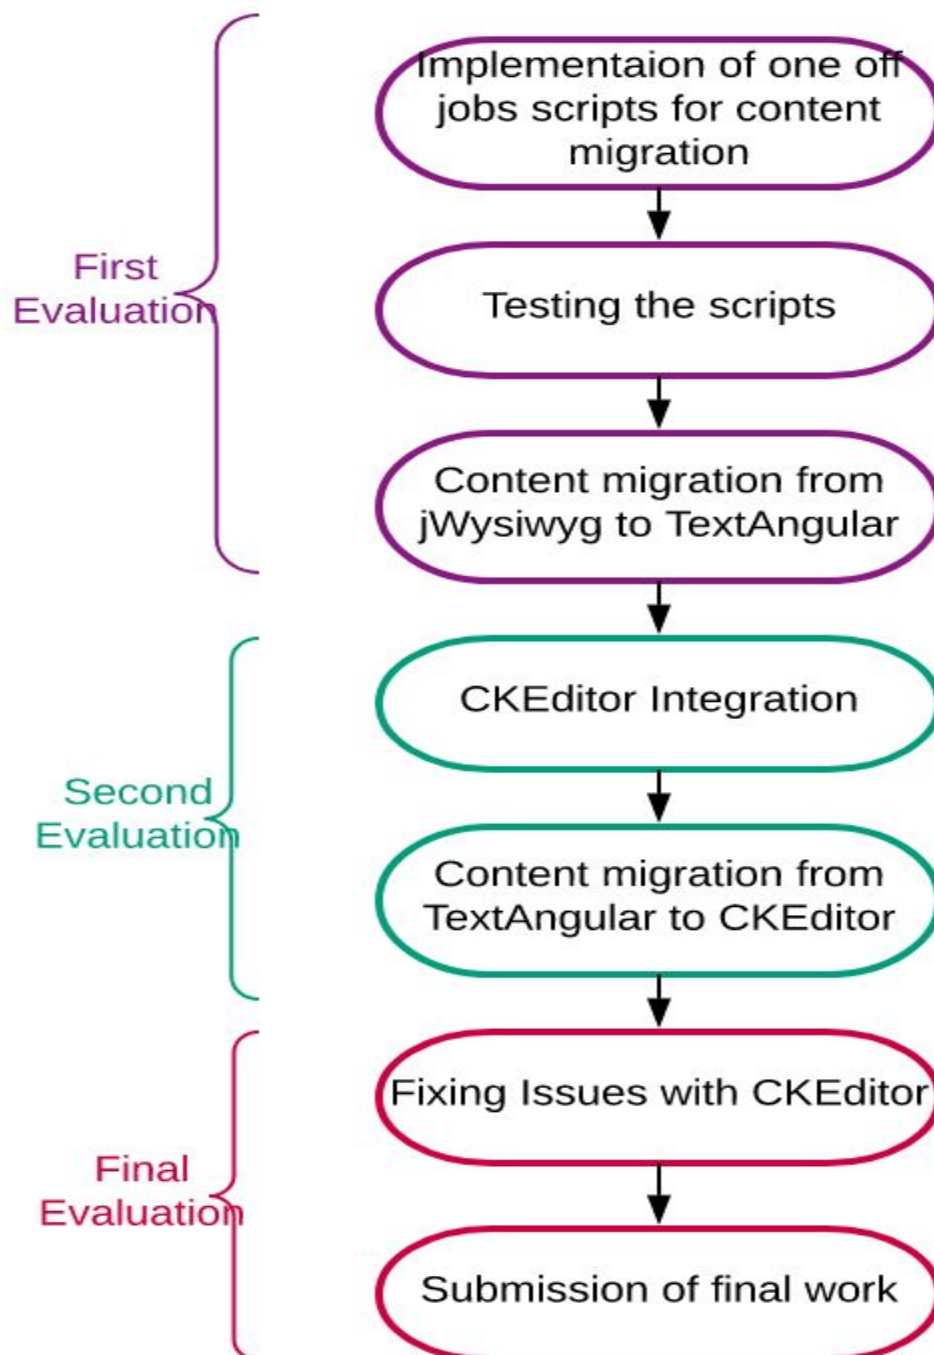 Implementaion of one off
jobs scripts for content
migration
First
Evaluation
Testing the scripts
Content migration from
jWysiwyg to TextAngular
CKEditor Integration
Second
Evaluation
Content migration from
TextAngular to CKEditor
Fixing Issues with CKEditor
Final
Evaluation
Submission of final work